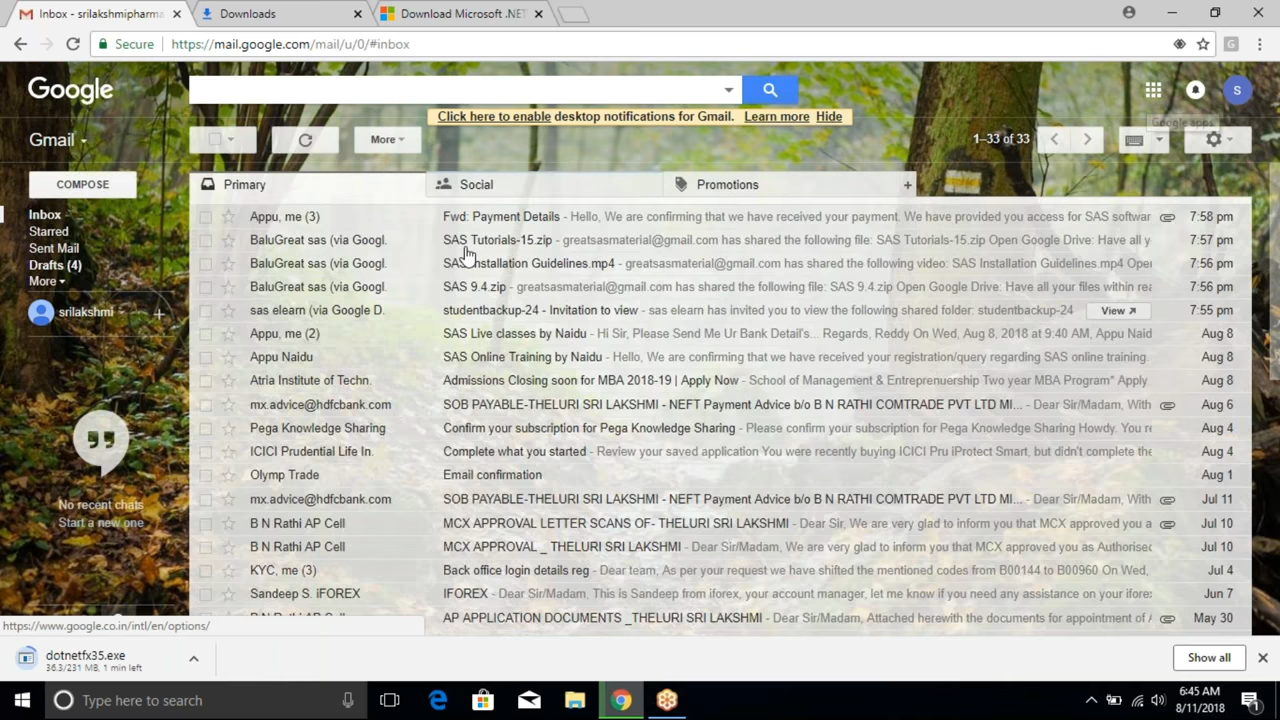 Inbox - srilakshmipharma
Downloads
Download Microsoft .NET
Secure
https://mail.google.com/mail/u/0/#inbox
Google
Click here to enable desktop notifications for Gmail. Learn more Hide
S
Google apps
Gmail
More
1–33 of 33
COMPOSE
Primary
Social
Promotions
+
Inbox
Starred
Sent Mail
Drafts (4)
More
srilakshmi
No recent chats
Start a new one
Appu, me (3) Fwd: Payment Details - Hello, We are confirming that we have received your payment. We have provided you access for SAS softwar 7:58 pm
BaluGreat sas (via Googl. SAS Tutorials-15.zip - greatsasmaterial@gmail.com has shared the following file: SAS Tutorials-15.zip Open Google Drive: Have all y 7:57 pm
BaluGreat sas (via Googl. SAS Installation Guidelines.mp4 - greatsasmaterial@gmail.com has shared the following video: SAS Installation Guidelines.mp4 Ope 7:56 pm
BaluGreat sas (via Googl. SAS 9.4.zip - greatsasmaterial@gmail.com has shared the following file: SAS 9.4.zip Open Google Drive: Have all your files within rea 7:56 pm
sas elearn (via Google D. studentbackup-24 - Invitation to view - sas elearn has invited you to view the following shared folder: studentbackup-24 View 7:55 pm
Appu, me (2) SAS Live classes by Naidu - Hi Sir, Please Send Me Ur Bank Detail's... Regards, Reddy On Wed, Aug 8, 2018 at 9:40 AM, Appu Naid Aug 8
Appu Naidu SAS Online Training by Naidu - Hello, We are confirming that we have received your registration/query regarding SAS online training. Aug 8
Atria Institute of Techn. Admissions Closing soon for MBA 2018-19 | Apply Now - School of Management & Entreprenuership Two year MBA Program* Apply Aug 8
mx.advice@hdfcbank.com SOB PAYABLE-THELURI SRI LAKSHMI - NEFT Payment Advice b/o B N RATHI COMTRADE PVT LTD MI... - Dear Sir/Madam, With Aug 6
Pega Knowledge Sharing Confirm your subscription for Pega Knowledge Sharing - Please confirm your subscription for Pega Knowledge Sharing Howdy. You re Aug 4
ICICI Prudential Life In. Complete what you started - Review your saved application You were recently buying ICICI Pru iProtect Smart, but didn't complete the Aug 4
Olymp Trade Email confirmation Aug 1
mx.advice@hdfcbank.com SOB PAYABLE-THELURI SRI LAKSHMI - NEFT Payment Advice b/o B N RATHI COMTRADE PVT LTD MI... - Dear Sir/Madam, With Jul 11
B N Rathi AP Cell MCX APPROVAL LETTER SCANS OF- THELURI SRI LAKSHMI - Dear Sir, We are very glad to inform you that MCX approved you a Jul 10
B N Rathi AP Cell MCX APPROVAL _ THELURI SRI LAKSHMI - Dear Sir/Madam, We are very glad to inform you that MCX approved you as Authorised Jul 10
KYC, me (3) Back office login details reg - Dear team, As per your request we have shifted the mentioned codes from B00144 to B00960 On Wed, Jul 4
Sandeep S. iFOREX IFOREX - Dear Sir/Madam, This is Sandeep from iforex, your account manager, let me know if you need any assistance on your iforex Jun 7
B N Rathi AP Cell AP APPLICATION DOCUMENTS _THELURI SRI LAKSHMI - Dear Sir/Madam, Attached herewith the documents for appointment of A May 30
https://www.google.co.in/intl/en/options/
dotnetfx35.exe
36.3/231 MB, 1 min left
Show all
Type here to search
6:45 AM
8/11/2018
1